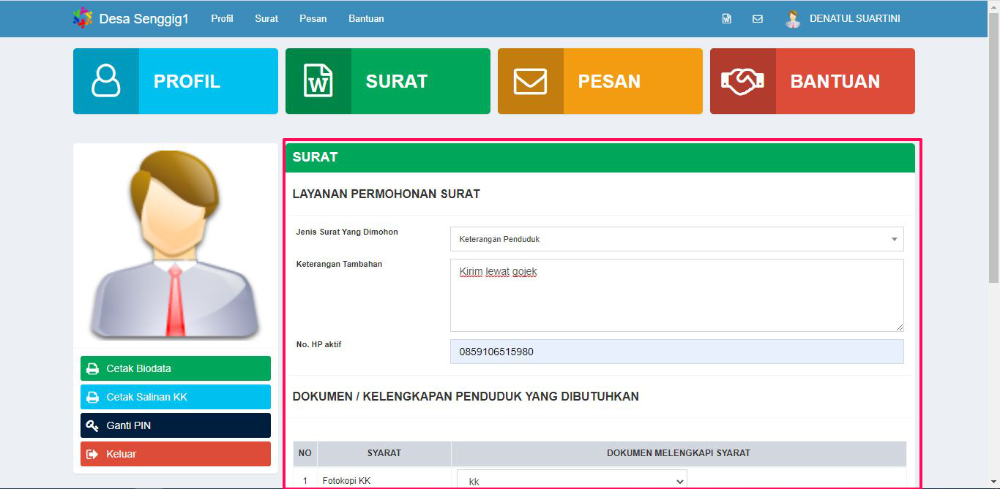 Desa Senggig1 Profil Surat Pesan Bantuan DENATUL SUARTINI
PROFIL SURAT PESAN BANTUAN
SURAT
LAYANAN PERMOHONAN SURAT
Jenis Surat Yang Dimohon Keterangan Penduduk
Keterangan Tambahan Kirim lewat gojek
No. HP aktif 0859106515980
DOKUMEN / KELENGKAPAN PENDUDUK YANG DIBUTUHKAN
NO SYARAT DOKUMEN MELENGKAPI SYARAT
1 Fotokopi KK kk
Cetak Biodata
Cetak Salinan KK
Ganti PIN
Keluar